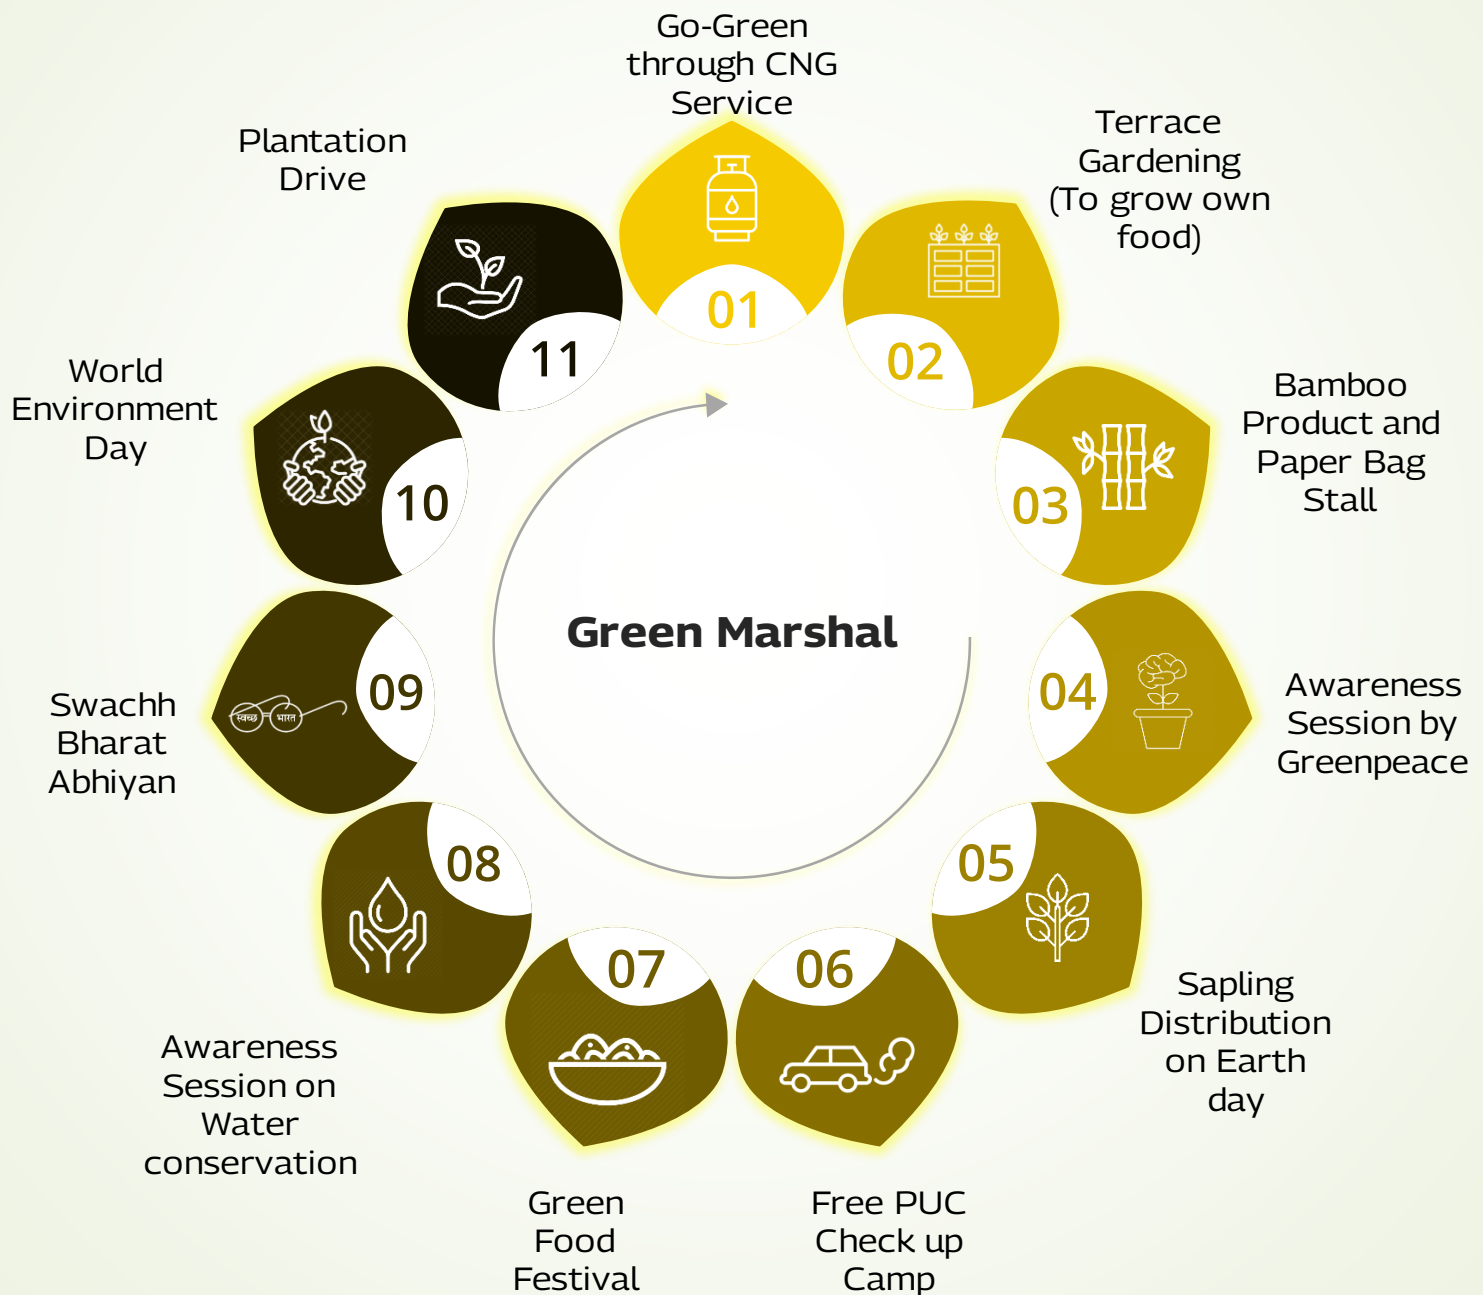 Go-Green
through CNG
Service
01
Terrace
Gardening
(To grow own
food)
02
Bamboo
Product and
Paper Bag
Stall
03
Awareness
Session by
Greenpeace
04
Sapling
Distribution
on Earth
day
05
Free PUC
Check up
Camp
06
Green
Food
Festival
07
Awareness
Session on
Water
conservation
08
Swachh
Bharat
Abhiyan
09
स्वच्छ भारत
World
Environment
Day
10
Plantation
Drive
11
Green Marshal